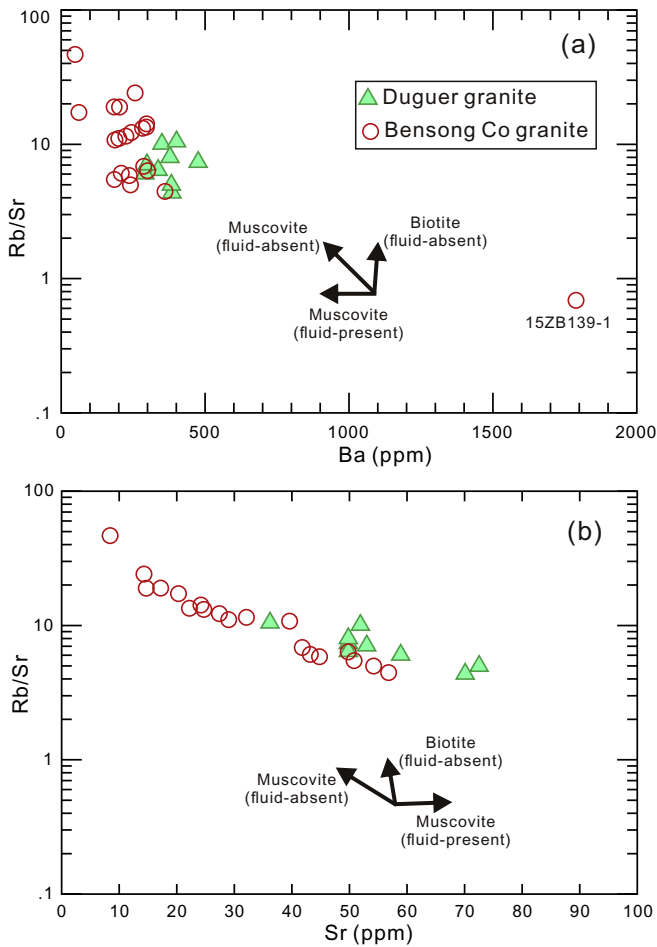 (a)
Duguer granite
Bensong Co granite
100
10
1
.1
Rb/Sr
Muscovite
(fluid-absent)
Biotite
(fluid-absent)
Muscovite
(fluid-present)
15ZB139-1
0
500
1000
1500
2000
Ba (ppm)
(b)
100
10
1
.1
Rb/Sr
Biotite
(fluid-absent)
Muscovite
(fluid-absent)
Muscovite
(fluid-present)
0
10
20
30
40
50
60
70
80
90
100
Sr (ppm)